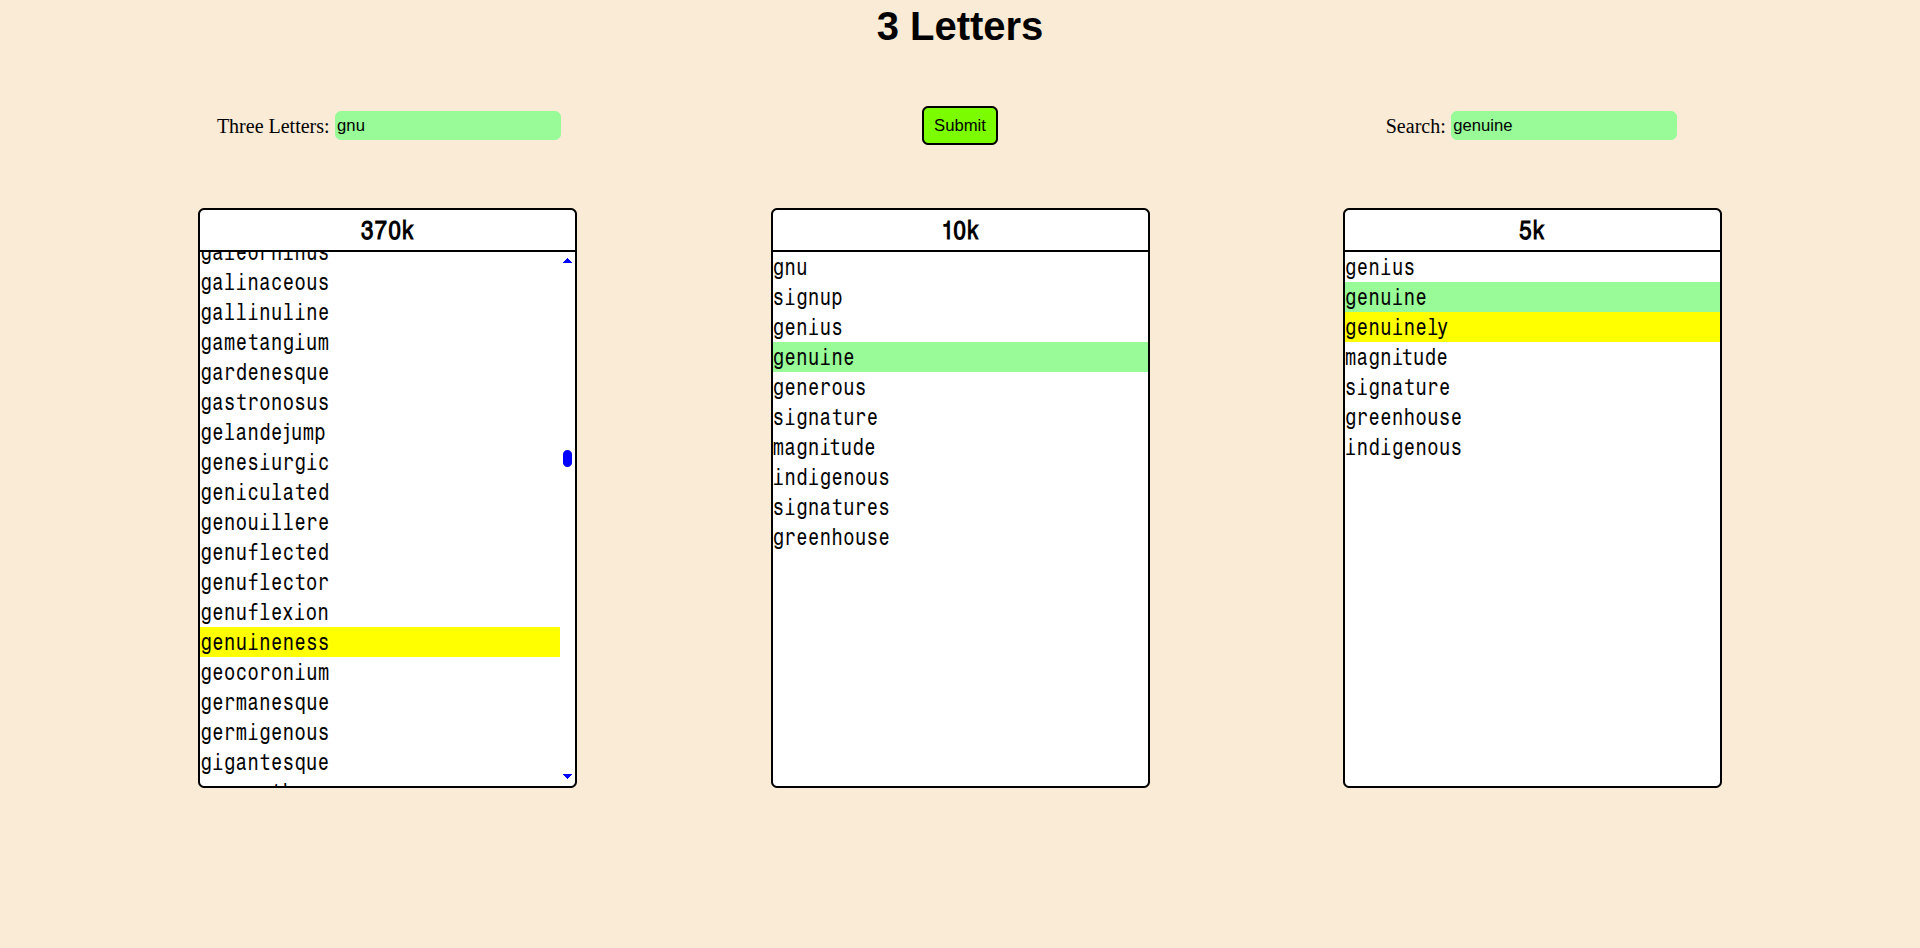 3 Letters
Three Letters: gnu
Submit
Search: genuine
370k
galeorhinus
galinaceous
gallinuline
gametangium
gardenesque
gastronosus
gelandejump
genesiurgic
geniculated
genouillere
genuflected
genuflector
genuflexion
genuineness
geocoronium
germanesque
germigenous
gigantesque
10k
gnu
signup
genius
genuine
generous
signature
magnitude
indigenous
signatures
greenhouse
5k
genius
genuine
genuinely
magnitude
signature
greenhouse
indigenous